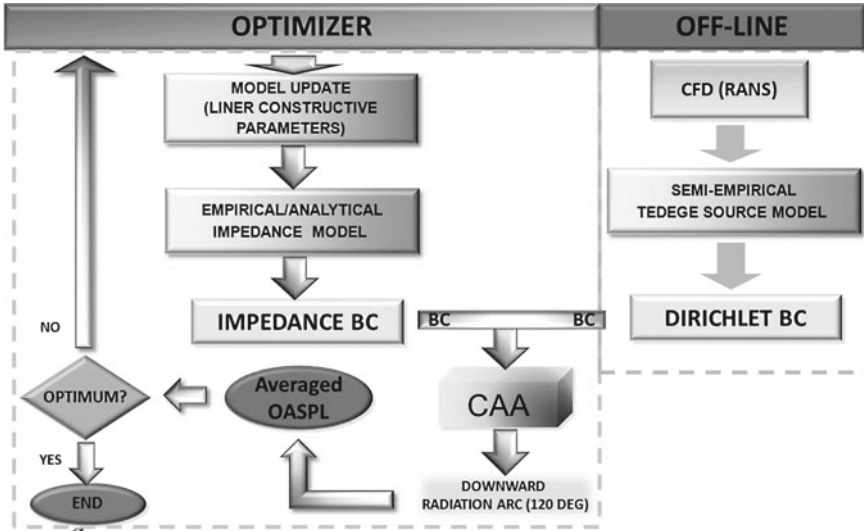 OPTIMIZER
OFF-LINE
MODEL UPDATE
(LINER CONSTRUCTIVE
PARAMETERS)
EMPIRICAL/ANALYTICAL
IMPEDANCE MODEL
IMPEDANCE BC
BC
BC
CFD (RANS)
SEMI-EMPIRICAL
TEDEGE SOURCE MODEL
DIRICHLET BC
CAA
DOWNWARD
RADIATION ARC (120 DEG)
Averaged
OASPL
OPTIMUM?
NO
YES
END